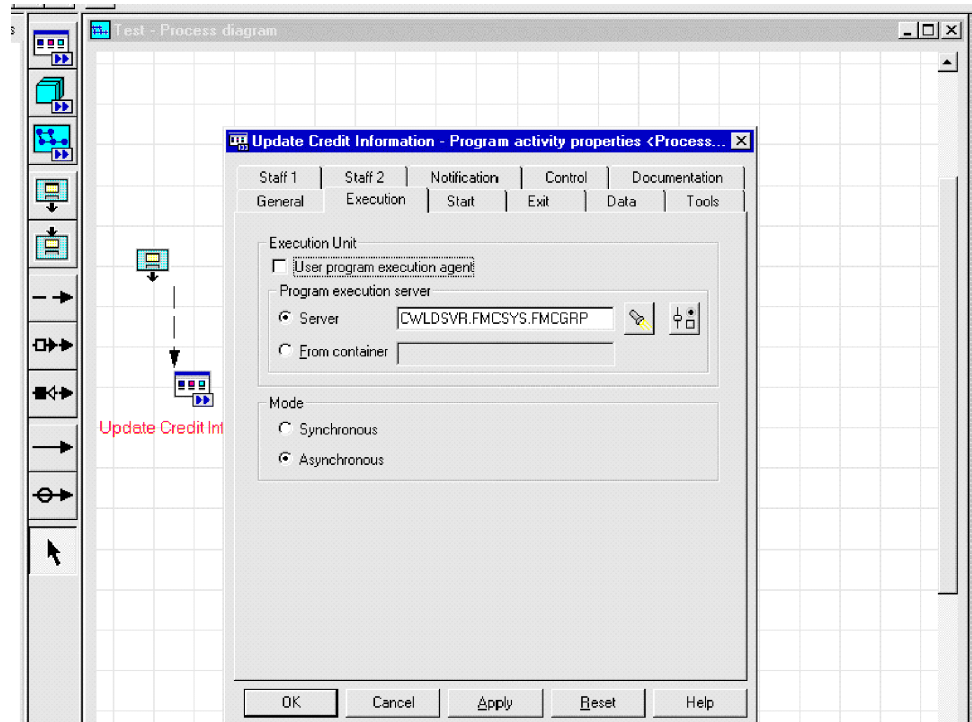 s
Test - Process diagram
Update Credit Information - Program activity properties <Process...
Staff 1 Staff 2 Notification Control Documentation
General Execution Start Exit Data Tools
Execution Unit
User program execution agent
Program execution server
Server CWLDSVR.FMCSYS.FMCGRP
From container
Mode
Synchronous
Asynchronous
Update Credit Inf
OK Cancel Apply Reset Help